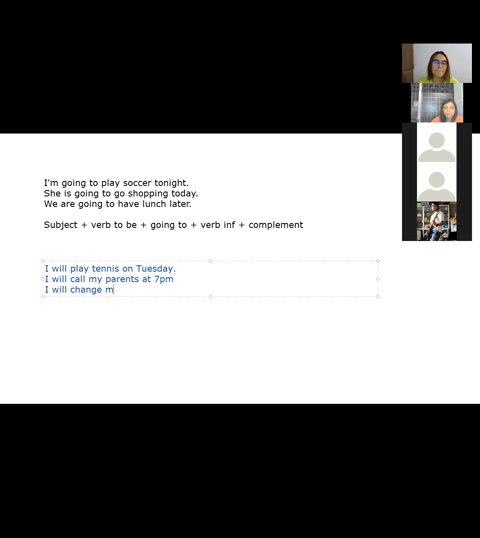 I'm going to play soccer tonight.
She is going to go shopping today.
We are going to have lunch later.
Subject + verb to be + going to + verb inf + complement
I will play tennis on Tuesday.
I will call my parents at 7pm
I will change m